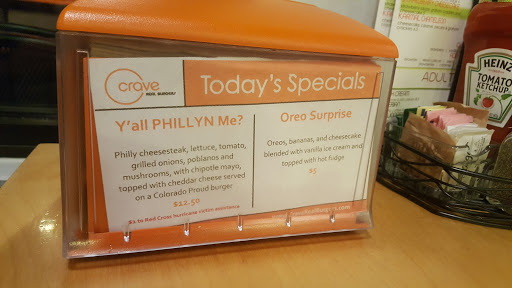 Crave
REAL BURGERS
Today's Specials
Y'all PHILLYN Me?
Philly cheesesteak, lettuce, tomato,
grilled onions, poblanos and
mushrooms, with chipotle mayo,
topped with cheddar cheese served
on a Colorado Proud burger
$12.50
$2 to Red Cross hurricane victim assistance
Oreo Surprise
Oreos, bananas, and cheesecake
blended with vanilla ice cream and
topped with hot fudge
$5
ADULT
HEINZ
TOMATO
KETCHUP